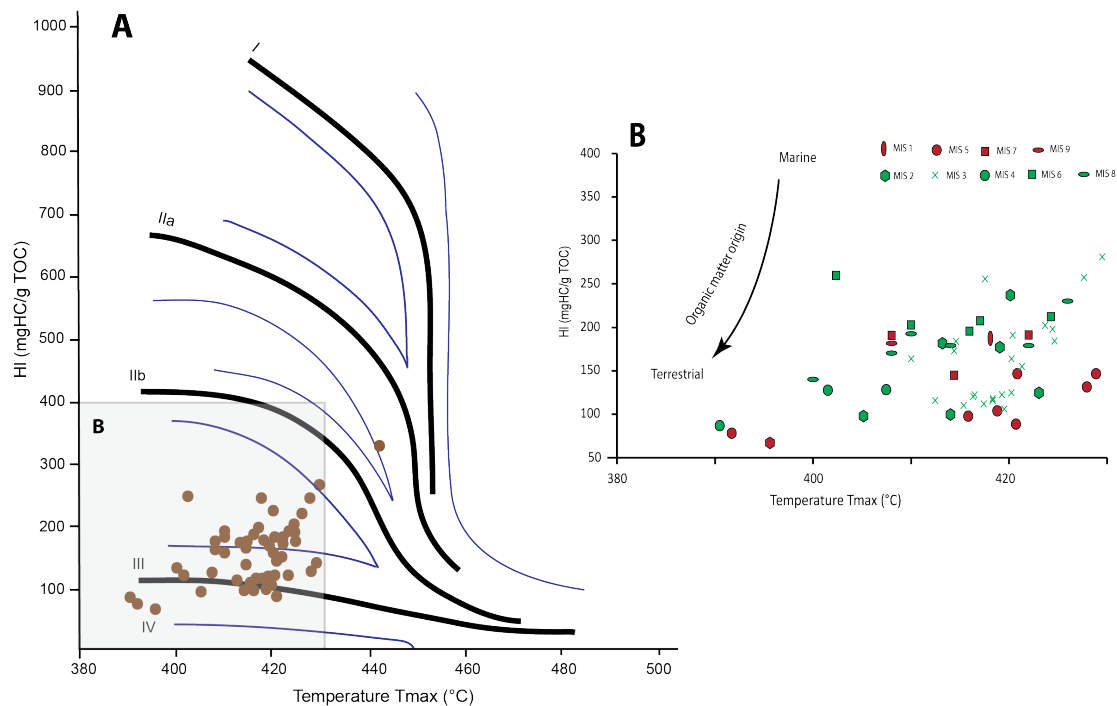 A
1000
900
800
700
600
500
400
300
200
100
HI (mgHC/g TOC)
I
IIa
IIb
B
III
IV
380
400
420
440
460
480
500
Temperature Tmax (°C)
B
MIS 1
MIS 5
MIS 7
MIS 9
MIS 2
MIS 3
MIS 4
MIS 6
MIS 8
400
350
300
250
200
150
100
50
HI (mgHC/g TOC)
Marine
Organic matter origin
Terrestrial
380
400
420
Temperature Tmax (°C)